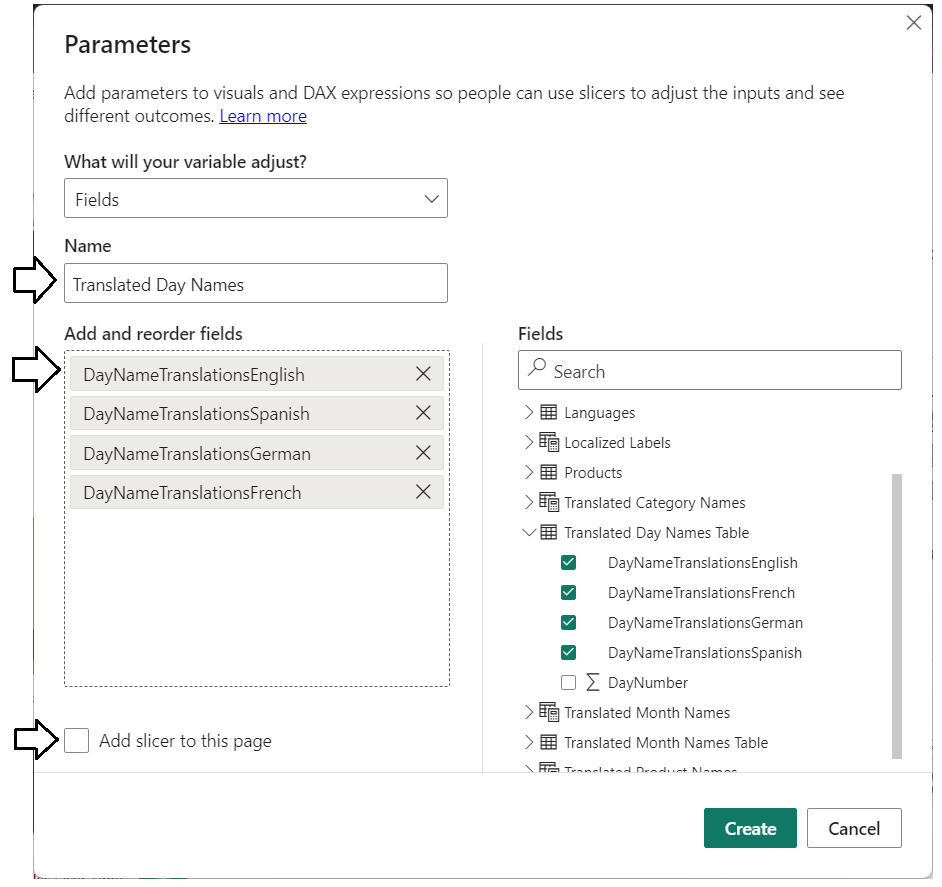 Parameters
Add parameters to visuals and DAX expressions so people can use slicers to adjust the inputs and see
different outcomes. Learn more
What will your variable adjust?
Fields
Name
Translated Day Names
Add and reorder fields
DayNameTranslationsEnglish
DayNameTranslationsSpanish
DayNameTranslationsGerman
DayNameTranslationsFrench
Add slicer to this page
Fields
Search
Languages
Localized Labels
Products
Translated Category Names
Translated Day Names Table
DayNameTranslationsEnglish
DayNameTranslationsFrench
DayNameTranslationsGerman
DayNameTranslationsSpanish
∑ DayNumber
Translated Month Names
Translated Month Names Table
Translated Product Names
Create
Cancel